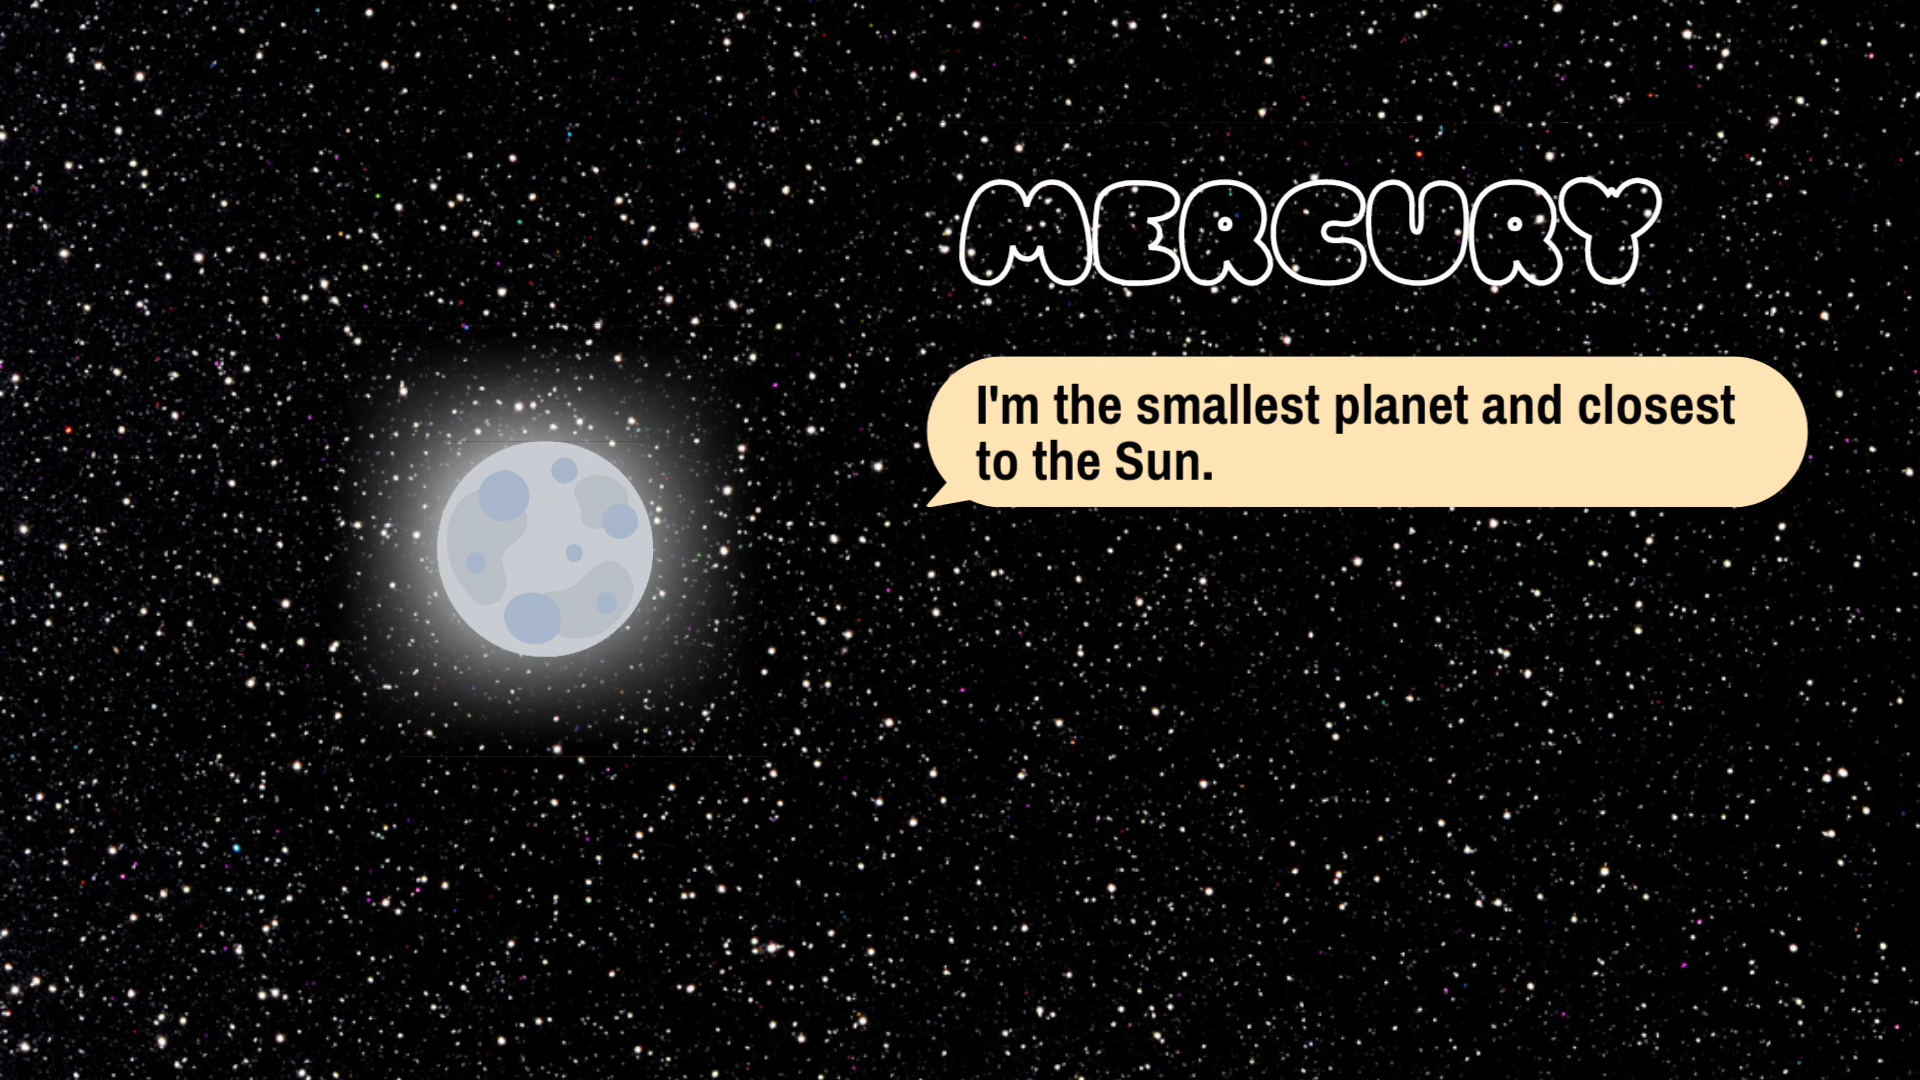 MERCURY
I'm the smallest planet and closest
to the Sun.